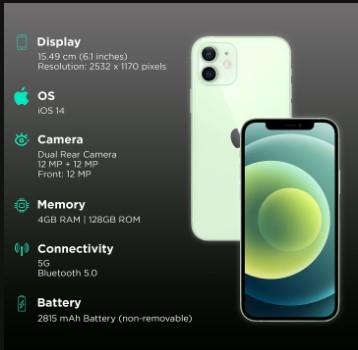 Display
15.49 cm (6.1 inches)
Resolution: 2532 x 1170 pixels
OS
iOS 14
Camera
Dual Rear Camera
12 MP + 12 MP
Front: 12 MP
Memory
4GB RAM | 128GB ROM
Connectivity
5G
Bluetooth 5.0
Battery
2815 mAh Battery (non-removable)